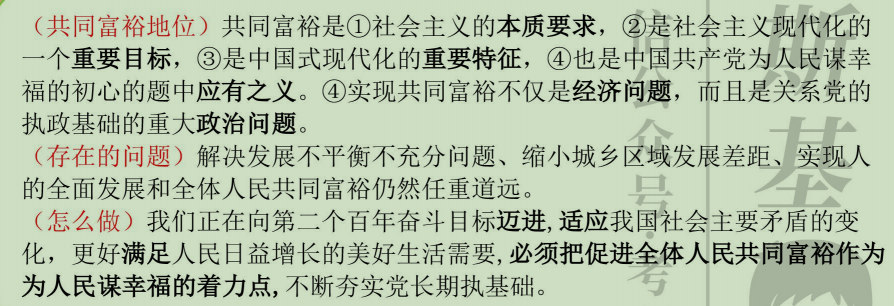 （共同富裕地位）共同富裕是①社会主义的本质要求，②是社会主义现代化的
一个重要目标，③是中国式现代化的重要特征，④也是中国共产党为人民谋幸
福的初心的题中应有之义。④实现共同富裕不仅是经济问题，而且是关系党的
执政基础的重大政治问题。
（存在的问题）解决发展不平衡不充分问题、缩小城乡区域发展差距、实现人
的全面发展和全体人民共同富裕仍然任重道远。
（怎么做）我们正在向第二个百年奋斗目标迈进,适应我国社会主要矛盾的变
化，更好满足人民日益增长的美好生活需要,必须把促进全体人民共同富裕作为
为人民谋幸福的着力点,不断夯实党长期执基础。
斯基
公众号:考